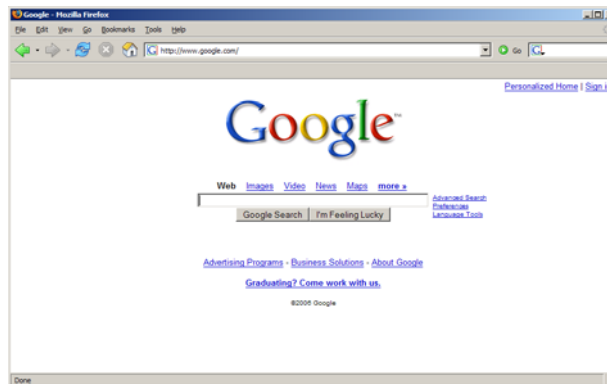 Google - Mozilla Firefox
File Edit View Go Bookmarks Tools Help
http://www.google.com/ Go
Personalized Home | Sign i
Google
Web Images Video News Maps more »
Advanced Search
Preferences
Google Search I'm Feeling Lucky Language Tools
Advertising Programs - Business Solutions - About Google
Graduating? Come work with us.
©2006 Google
Done